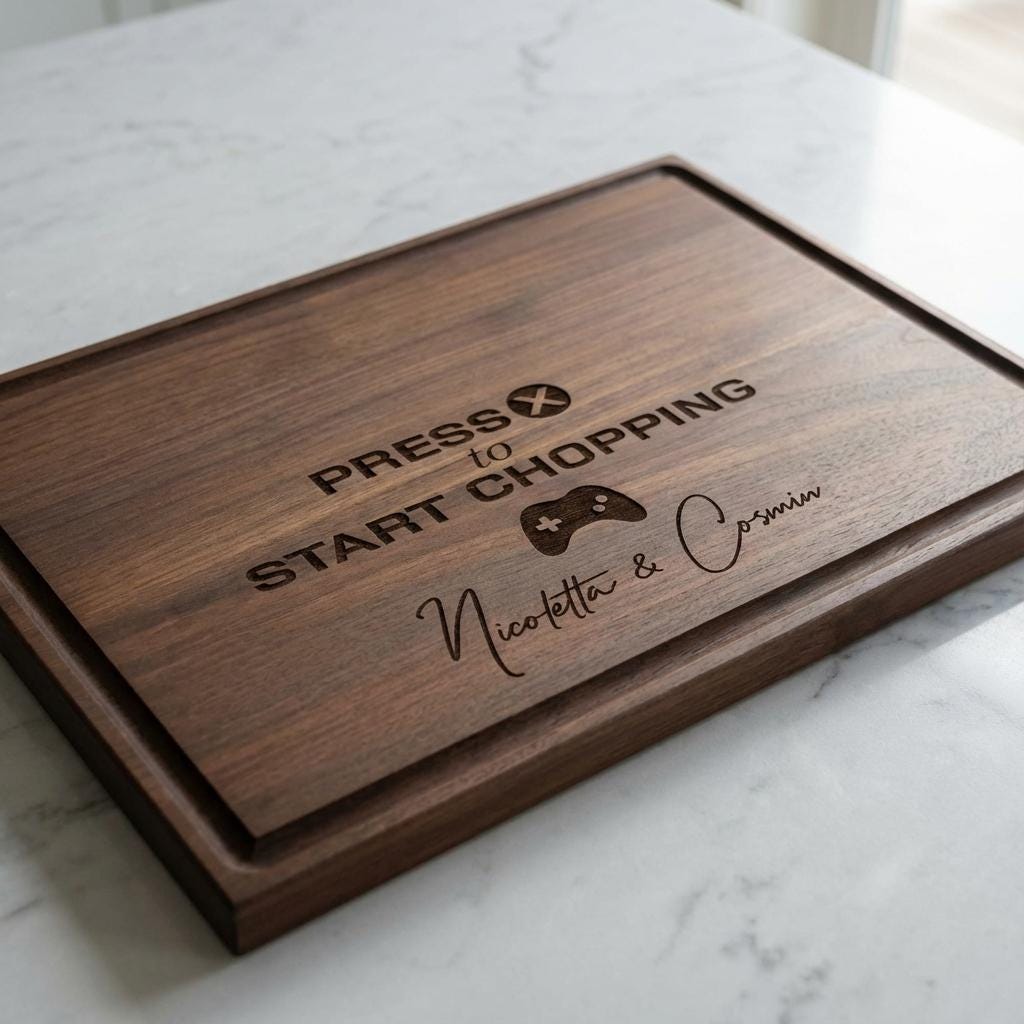 PRESS X
to
START CHOPPING
Nicoletta & Cosmin